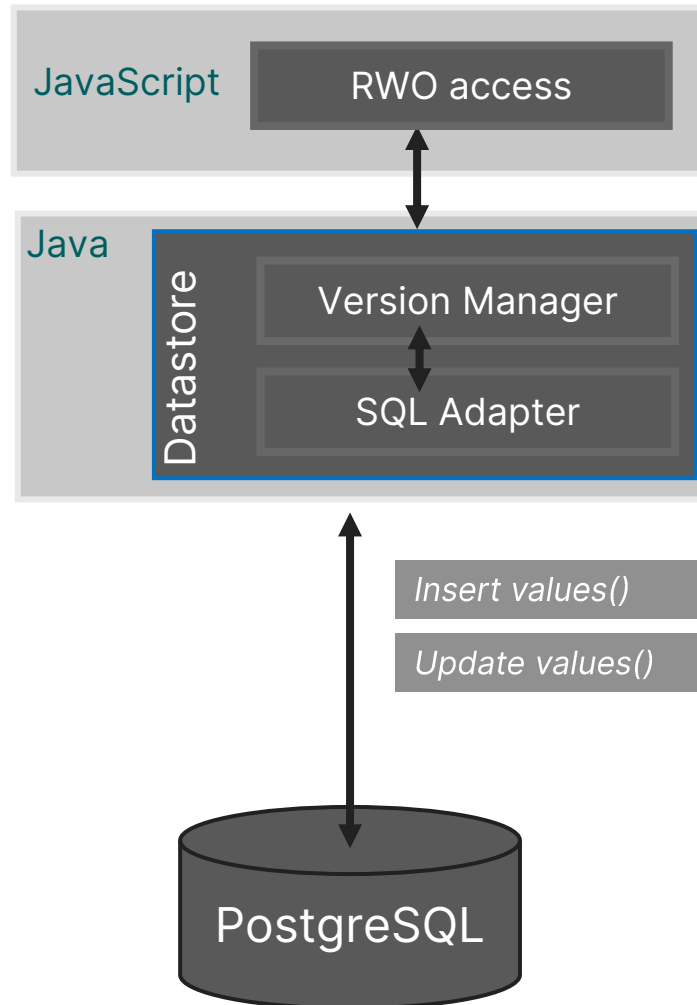 JavaScript
RWO access
Java
Datastore
Version Manager
SQL Adapter
Insert values()
Update values()
PostgreSQL